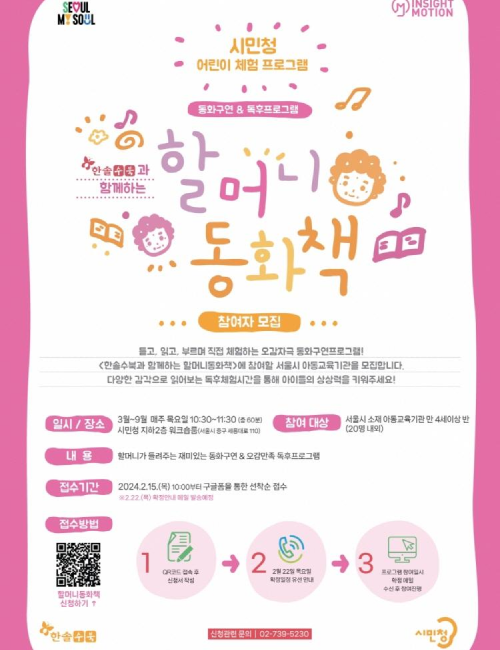 SEOUL
MY SOUL
INSIGHT
MOTION
시민청
어린이 체험 프로그램
동화구연 & 독후프로그램
한솔수북과
함께하는
할머니
동화책
참여자 모집
듣고, 읽고, 부르며 직접 체험하는 오감자극 동화구연프로그램!
<한솔수북과 함께하는 할머니동화책>에 참여할 서울시 아동교육기관을 모집합니다.
다양한 감각으로 읽어보는 독후체험시간을 통해 아이들의 상상력을 키워주세요!
일시 / 장소
3월~9월 매주 목요일 10:30~11:30 (총 60분)
시민청 지하2층 워크숍룸(서울시 중구 세종대로 110)
참여 대상
서울시 소재 아동교육기관 만 4세이상 반
(20명 내외)
내 용
할머니가 들려주는 재미있는 동화구연 & 오감만족 독후프로그램
접수기간
2024.2.15.(목) 10:00부터 구글폼을 통한 선착순 접수
※2.22.(목) 확정안내 메일 발송예정
접수방법
할머니동화책
신청하기 ↑
1
QR코드 접속 후
신청서 작성
2
2월 22일 목요일
확정일정 유선 안내
3
프로그램 참여일시
확정 메일
수신 후 참여진행
한솔수북
신청관련 문의 | 02-739-5230
시민청